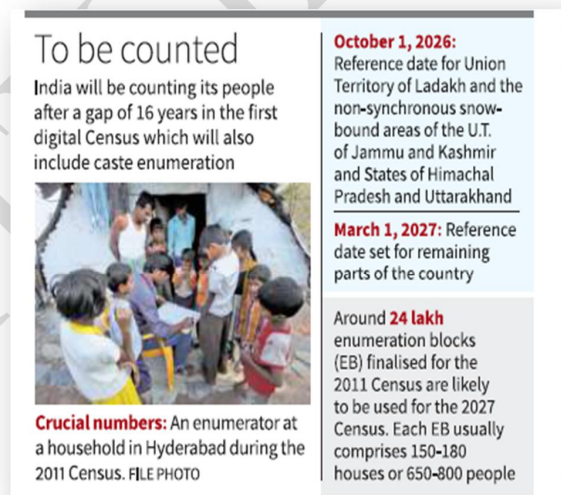 To be counted
India will be counting its people
after a gap of 16 years in the first
digital Census which will also
include caste enumeration
Crucial numbers: An enumerator at
a household in Hyderabad during the
2011 Census. FILE PHOTO
October 1, 2026:
Reference date for Union
Territory of Ladakh and the
non-synchronous snow-
bound areas of the U.T.
of Jammu and Kashmir
and States of Himachal
Pradesh and Uttarakhand
March 1, 2027: Reference
date set for remaining
parts of the country
Around 24 lakh
enumeration blocks
(EB) finalised for the
2011 Census are likely
to be used for the 2027
Census. Each EB usually
comprises 150-180
houses or 650-800 people